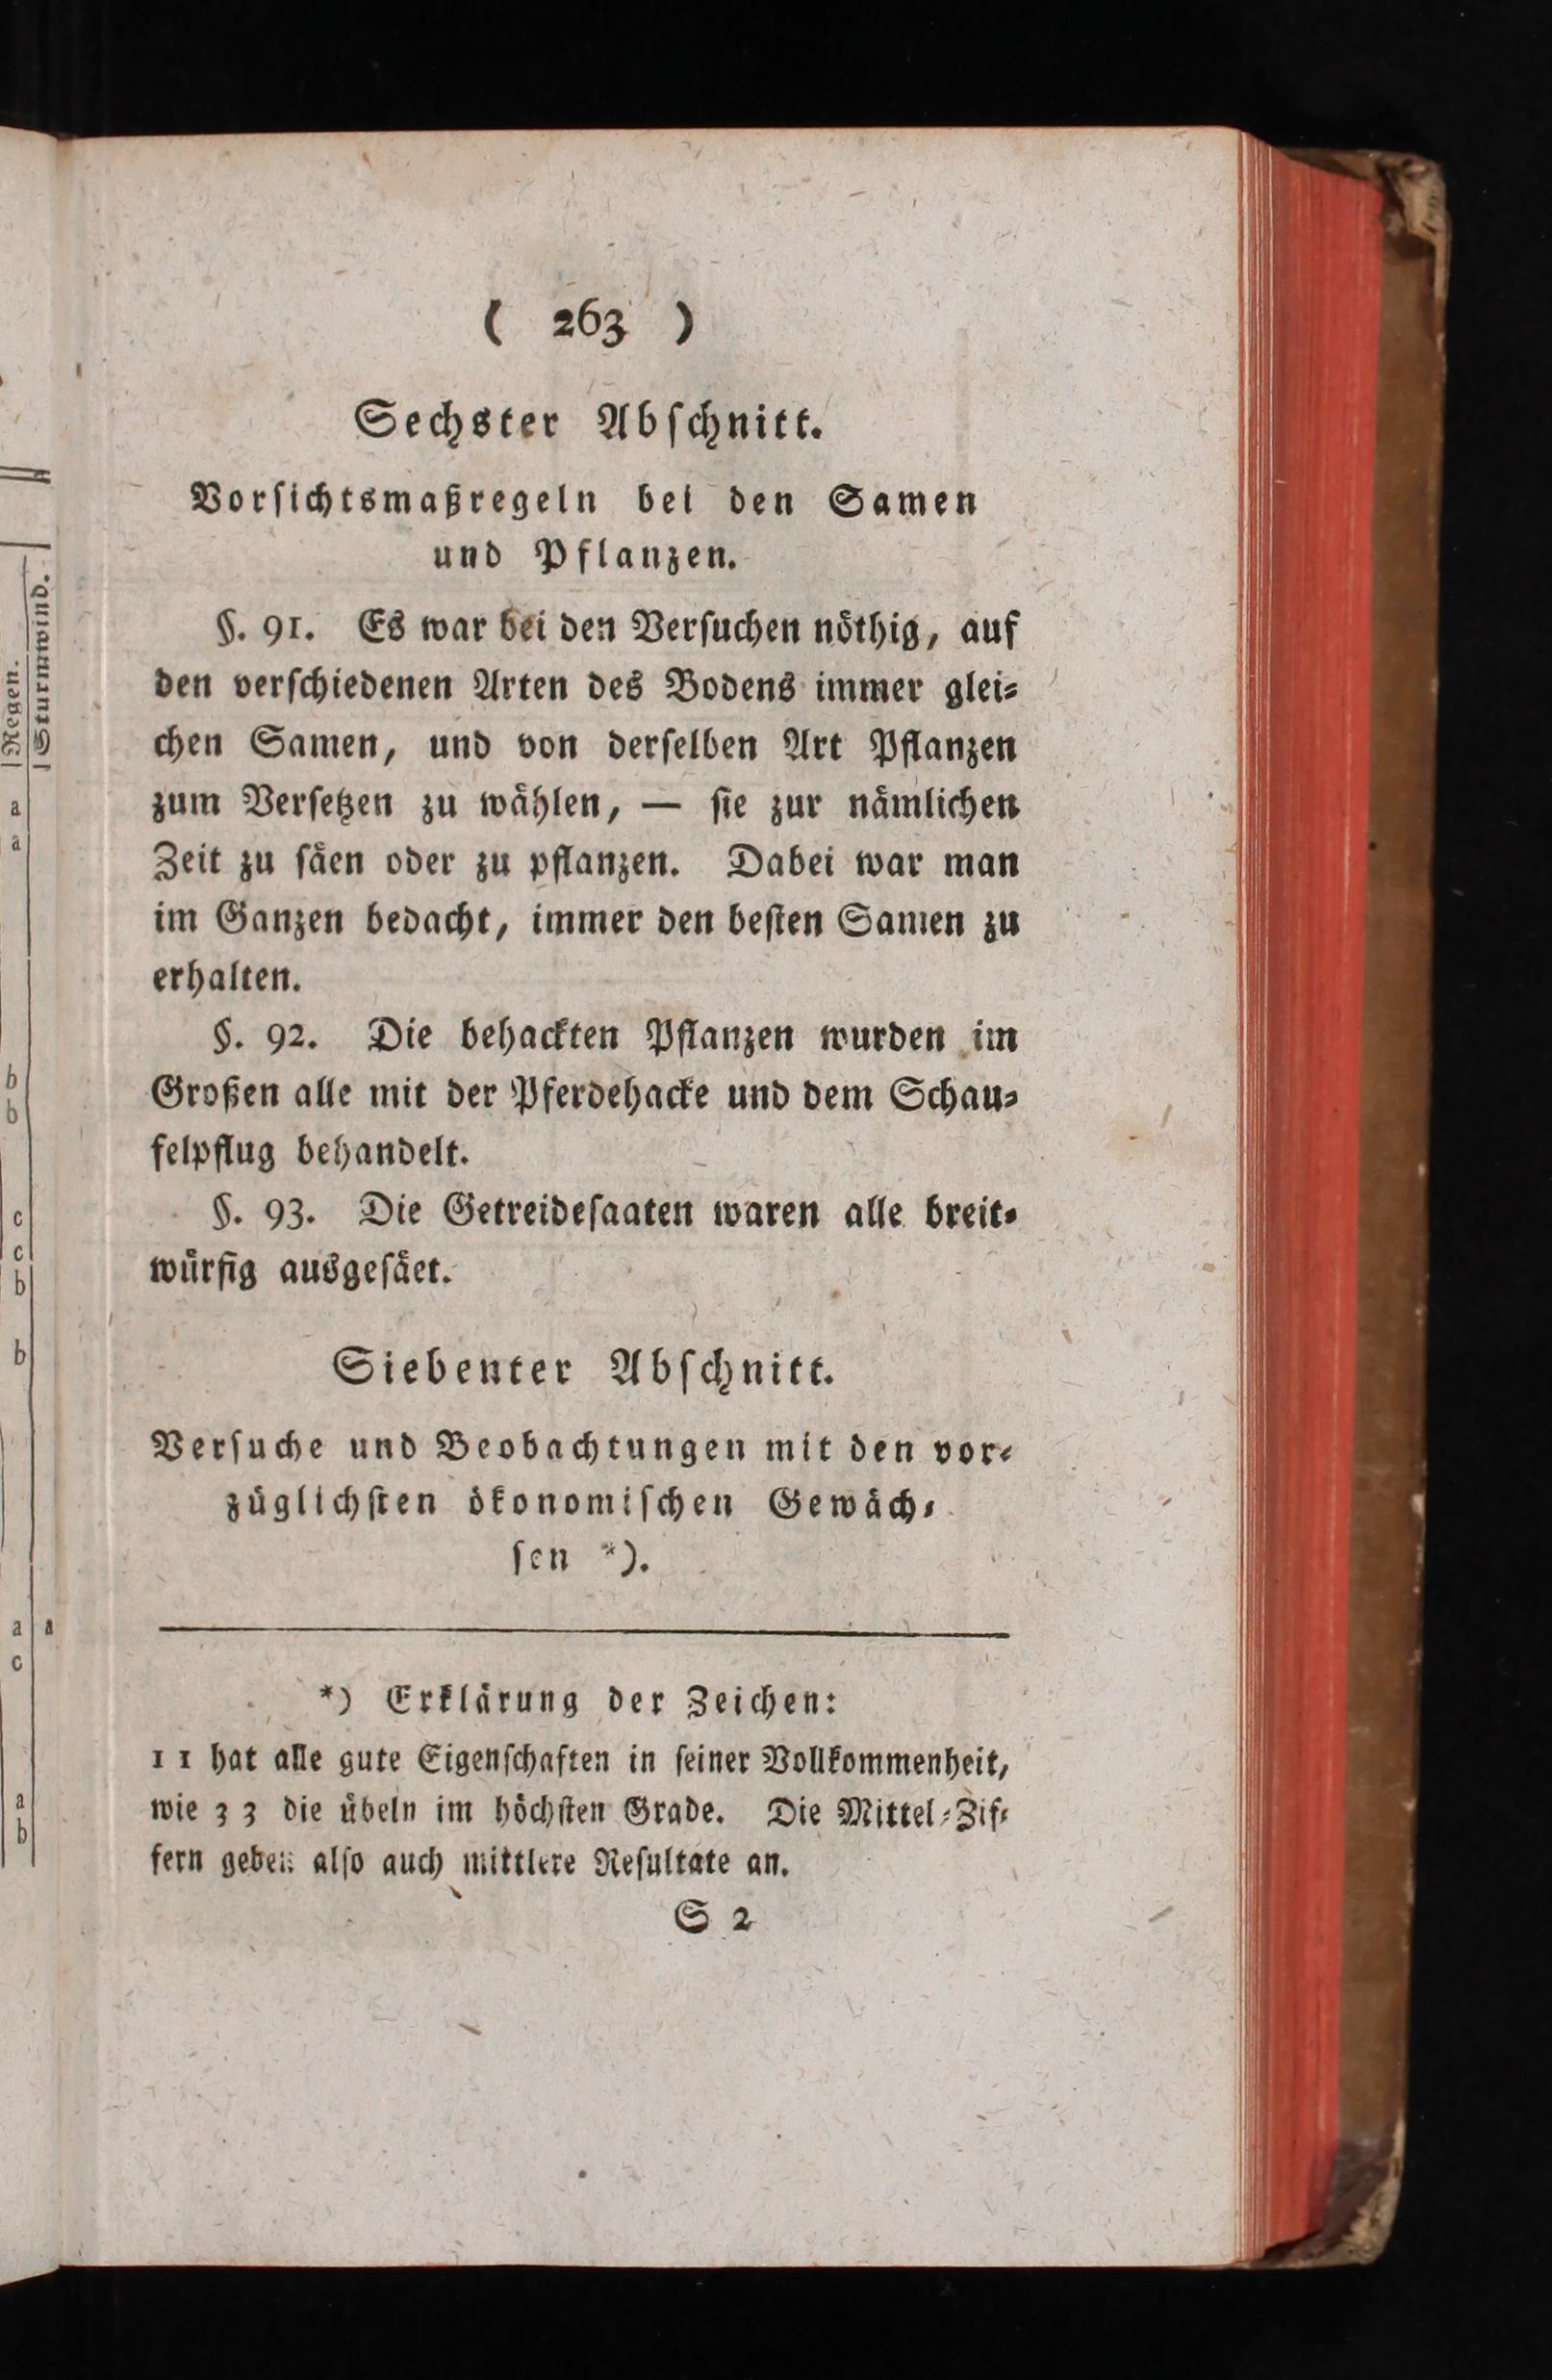 ( 263 )
Sechster Abschnitt.
Vorsichtsmaßregeln bei den Samen
und Pflanzen.
§. 91. Es war bei den Versuchen nöthig, auf
den verschiedenen Arten des Bodens immer glei-
chen Samen, und von derselben Art Pflanzen
zum Versetzen zu wählen, — sie zur nämlichen
Zeit zu säen oder zu pflanzen. Dabei war man
im Ganzen bedacht, immer den besten Samen zu
erhalten.
§. 92. Die behackten Pflanzen wurden im
Großen alle mit der Pferdehacke und dem Schau-
felpflug behandelt.
§. 93. Die Getreidesaaten waren alle breit-
würfig ausgesäet.
Siebenter Abschnitt.
Versuche und Beobachtungen mit den vor-
züglichsten ökonomischen Gewäch-
sen *).
*) Erklärung der Zeichen:
1 1 hat alle gute Eigenschaften in seiner Vollkommenheit,
wie 3 3 die übeln im höchsten Grade. Die Mittel-Zif-
fern geben also auch mittlere Resultate an.
S 2
Regen.
Sturmwind.
a
a
b
b
c
c
b
b
a a
c
a
b